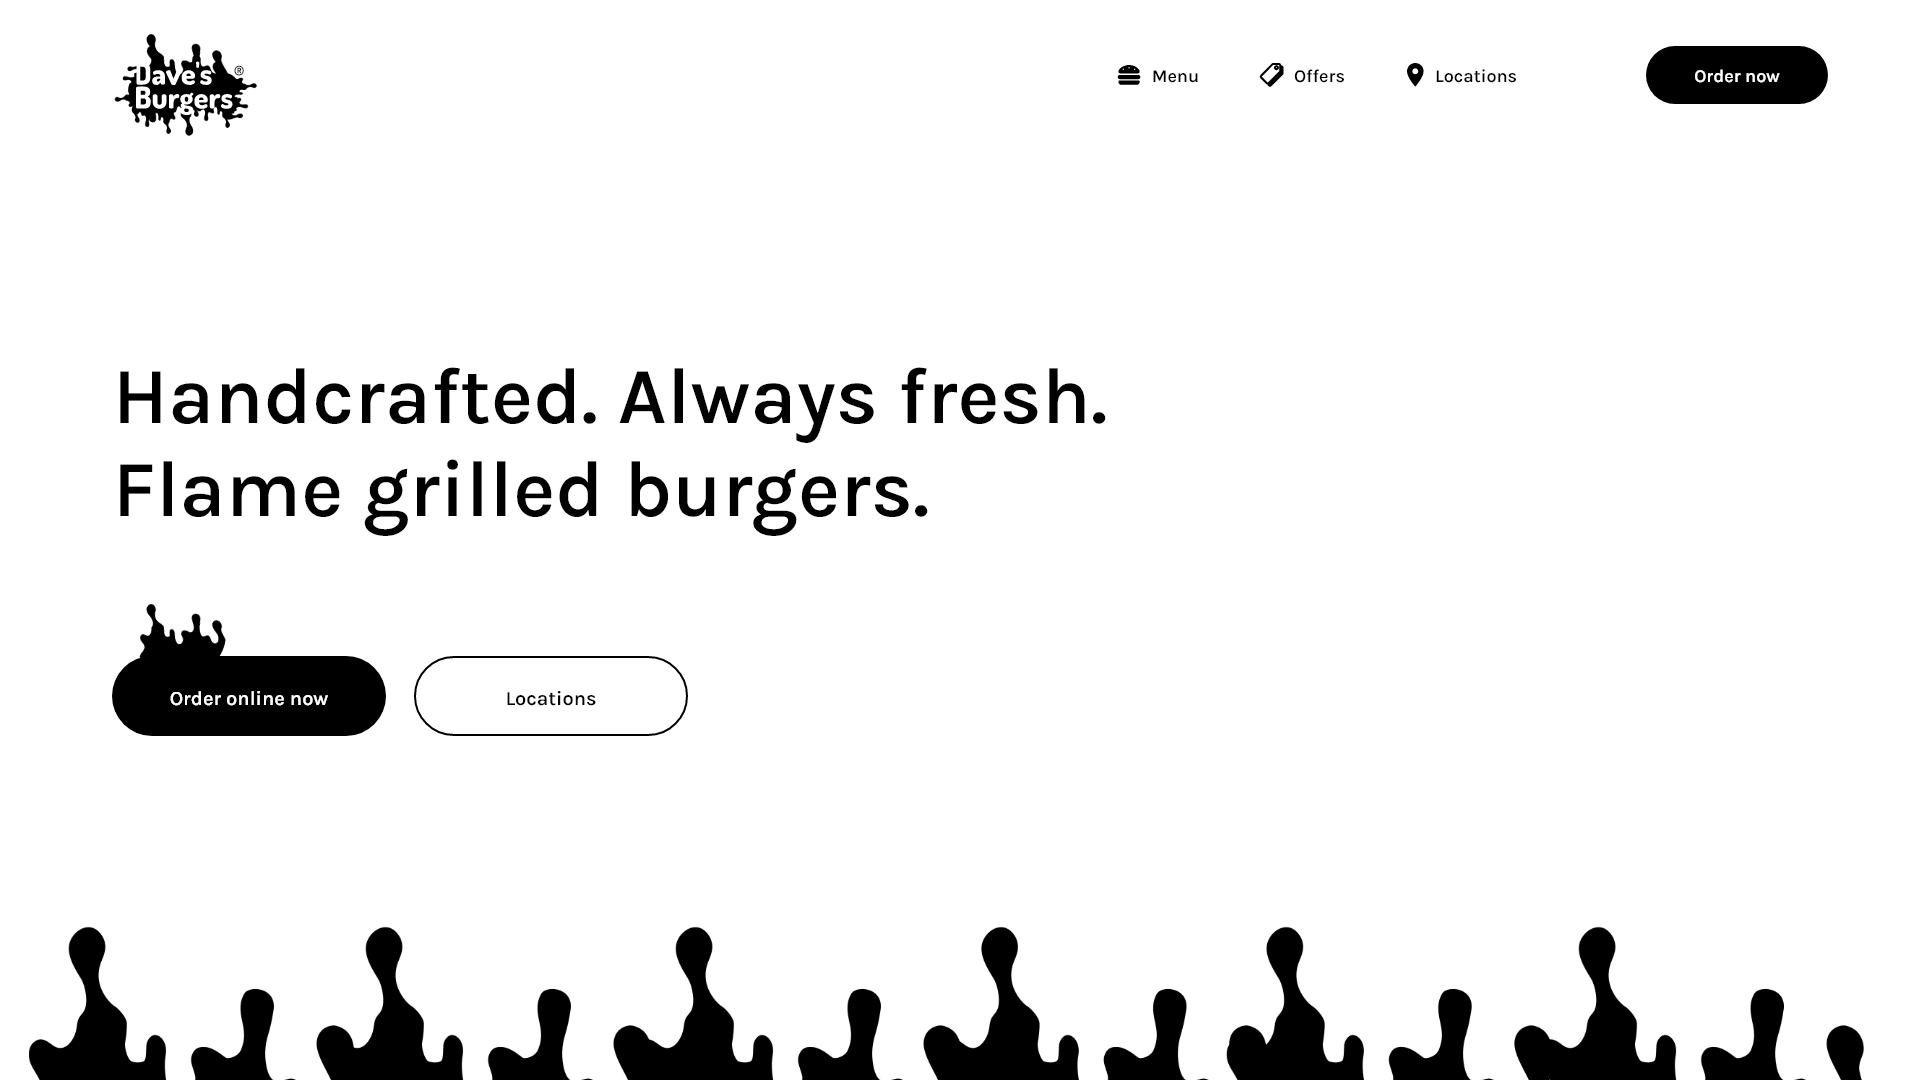 Dave's ®
Burgers
Menu
Offers
Locations
Order now
Handcrafted. Always fresh.
Flame grilled burgers.
Order online now
Locations